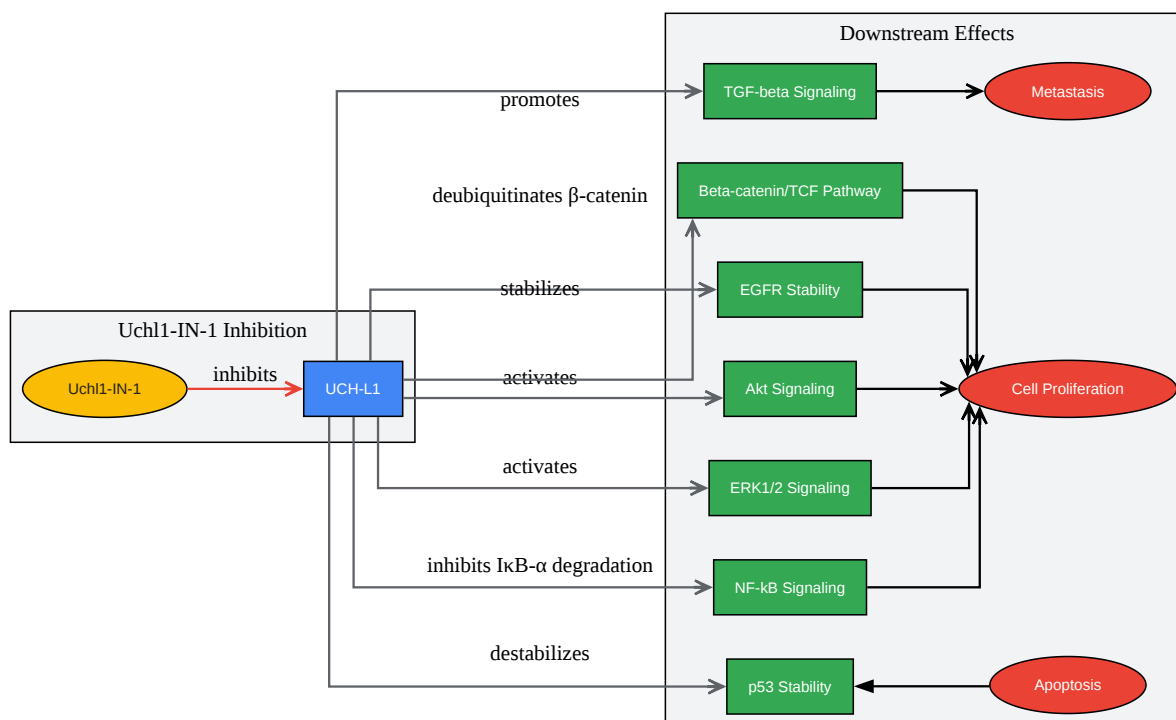 Downstream Effects
promotes
TGF-beta Signaling
Metastasis
deubiquitinates β-catenin
Beta-catenin/TCF Pathway
stabilizes
EGFR Stability
Uchl1-IN-1 Inhibition
Uchl1-IN-1
inhibits
UCH-L1
activates
Akt Signaling
Cell Proliferation
activates
ERK1/2 Signaling
inhibits IκB-α degradation
NF-kB Signaling
destabilizes
p53 Stability
Apoptosis